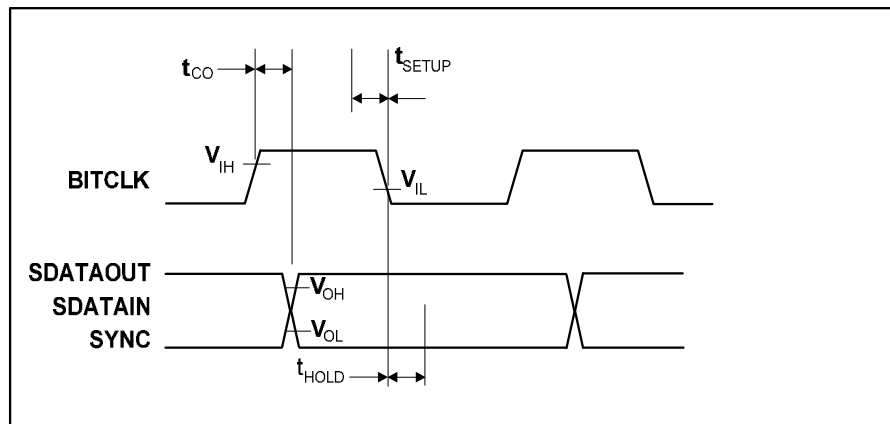 tCO
tSETUP
VIH
BITCLK
VIL
SDATAOUT
VOH
SDATAIN
VOL
SYNC
tHOLD